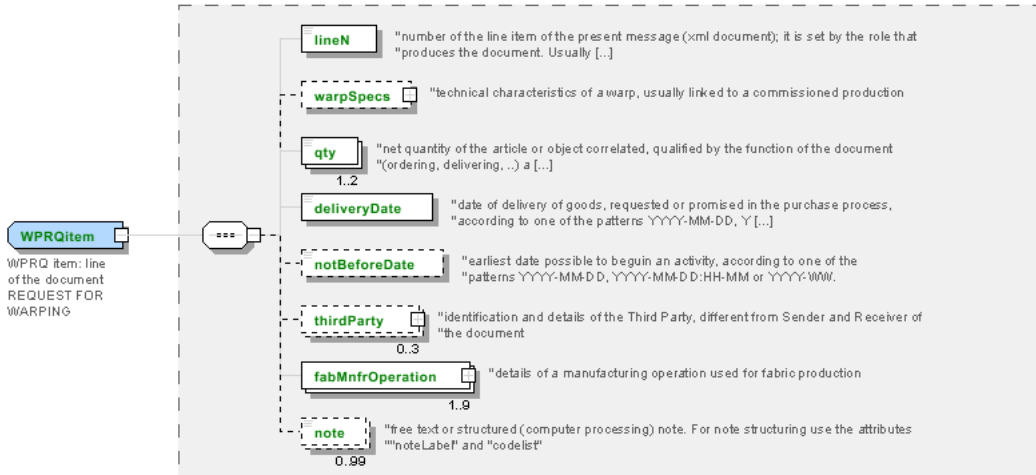 lineN
"number of the line item of the present message (xml document); it is set by the role that
"produces the document. Usually [...]
warpSpecs
"technical characteristics of a warp, usually linked to a commissioned production
qty
"net quantity of the article or object correlated, qualified by the function of the document
"(ordering, delivering, ..) a [...]
1..2
deliveryDate
"date of delivery of goods, requested or promised in the purchase process,
"according to one of the patterns YYYY-MM-DD, Y [...]
WPRQitem
WPRQ item: line
of the document
REQUEST FOR
WARPING
notBeforeDate
"earliest date possible to beguin an activity, according to one of the
"patterns YYYY-MM-DD, YYYY-MM-DD:HH-MM or YYYY-WW.
thirdParty
"identification and details of the Third Party, different from Sender and Receiver of
"the document
0..3
fabMnfrOperation
"details of a manufacturing operation used for fabric production
1..9
note
"free text or structured (computer processing) note. For note structuring use the attributes
""noteLabel" and "codelist"
0..99